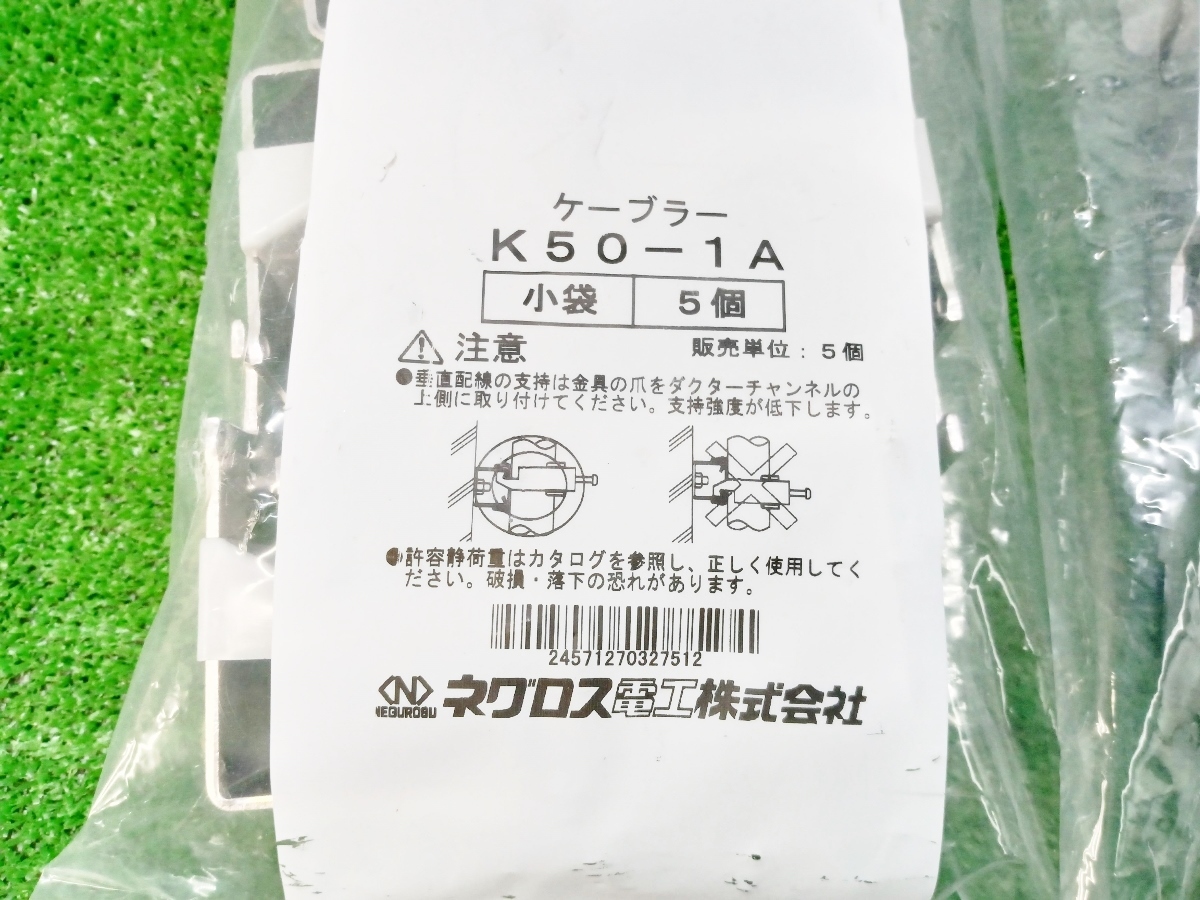 ケーブラー
K50-1A
小袋 5個
注意 販売単位：5個
●垂直配線の支持は金具の爪をダクターチャンネルの
上側に取り付けてください。支持強度が低下します。
●許容静荷重はカタログを参照し、正しく使用してく
ださい。破損・落下の恐れがあります。
24571270327512
N NEGUROSU ネグロス電工株式会社